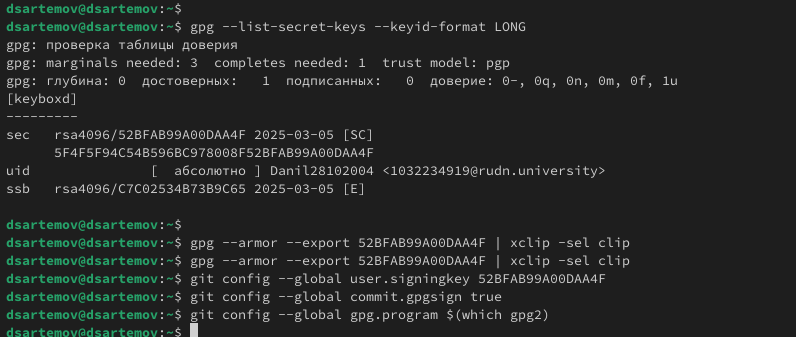 dsartemov@dsartemov:~$
dsartemov@dsartemov:~$ gpg --list-secret-keys --keyid-format LONG
gpg: проверка таблицы доверия
gpg: marginals needed: 3  completes needed: 1  trust model: pgp
gpg: глубина: 0  достоверных:   1  подписанных:   0  доверие: 0-, 0q, 0n, 0m, 0f, 1u
[keyboxd]
---------
sec   rsa4096/52BFAB99A00DAA4F 2025-03-05 [SC]
      5F4F5F94C54B596BC978008F52BFAB99A00DAA4F
uid                 [  абсолютно ] Danil28102004 <1032234919@rudn.university>
ssb   rsa4096/C7C02534B73B9C65 2025-03-05 [E]
dsartemov@dsartemov:~$
dsartemov@dsartemov:~$ gpg --armor --export 52BFAB99A00DAA4F | xclip -sel clip
dsartemov@dsartemov:~$ gpg --armor --export 52BFAB99A00DAA4F | xclip -sel clip
dsartemov@dsartemov:~$ git config --global user.signingkey 52BFAB99A00DAA4F
dsartemov@dsartemov:~$ git config --global commit.gpgsign true
dsartemov@dsartemov:~$ git config --global gpg.program $(which gpg2)
dsartemov@dsartemov:~$